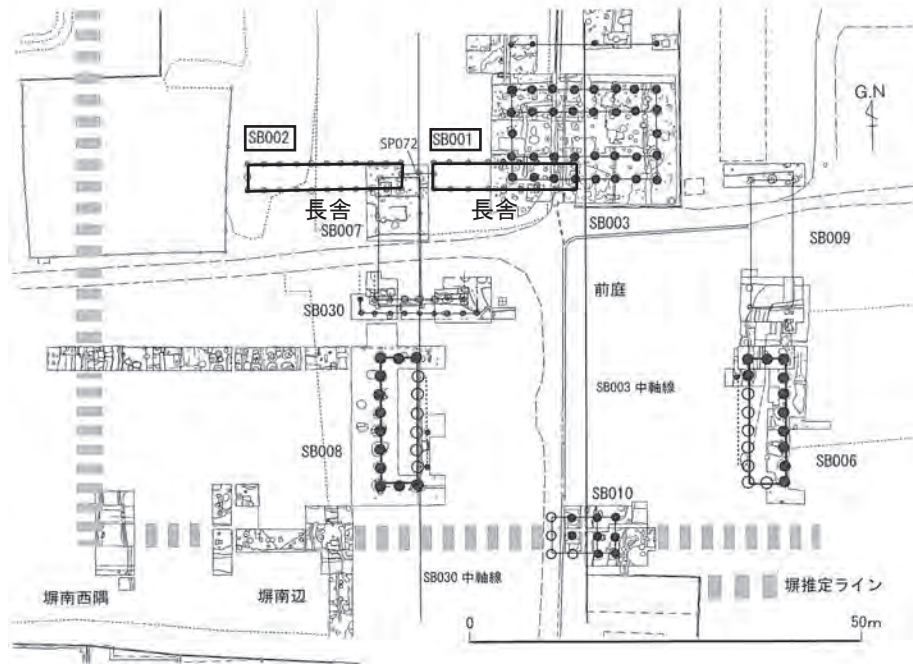 G.N
SB002
SP072
SB001
長舎
長舎
SB007
SB003
SB009
SB030
前庭
SB003 中軸線
SB008
SB006
SB010
塀南西隅
塀南辺
SB030 中軸線
塀推定ライン
0
50m